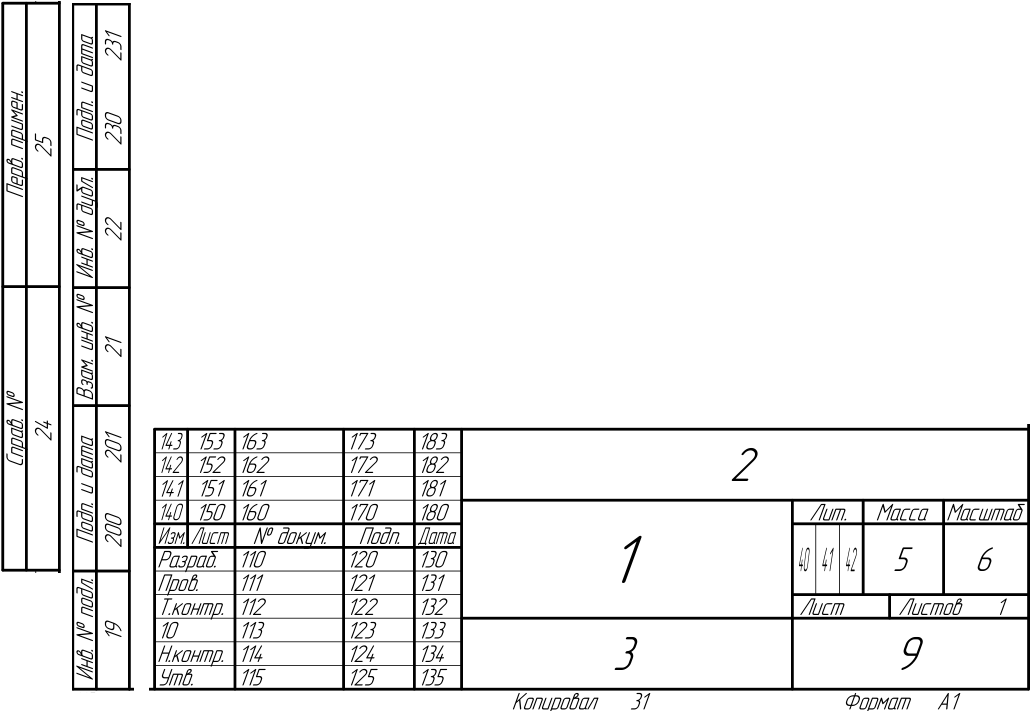 Перв. примен. 25
Справ. № 24
Подп. и дата 230 231
Инв. № дубл. 22
Взам. инв. № 21
Подп. и дата 200 201
Инв. № подл. 19
143 153 163 173 183
142 152 162 172 182
141 151 161 171 181
140 150 160 170 180
Изм. Лист № докум. Подп. Дата
Разраб. 110 120 130
Пров. 111 121 131
Т.контр. 112 122 132
10 113 123 133
Н.контр. 114 124 134
Утв. 115 125 135
2
1
3
Лит. Масса Масштаб
40 41 42 5 6
Лист Листов 1
9
Копировал 31 Формат А1